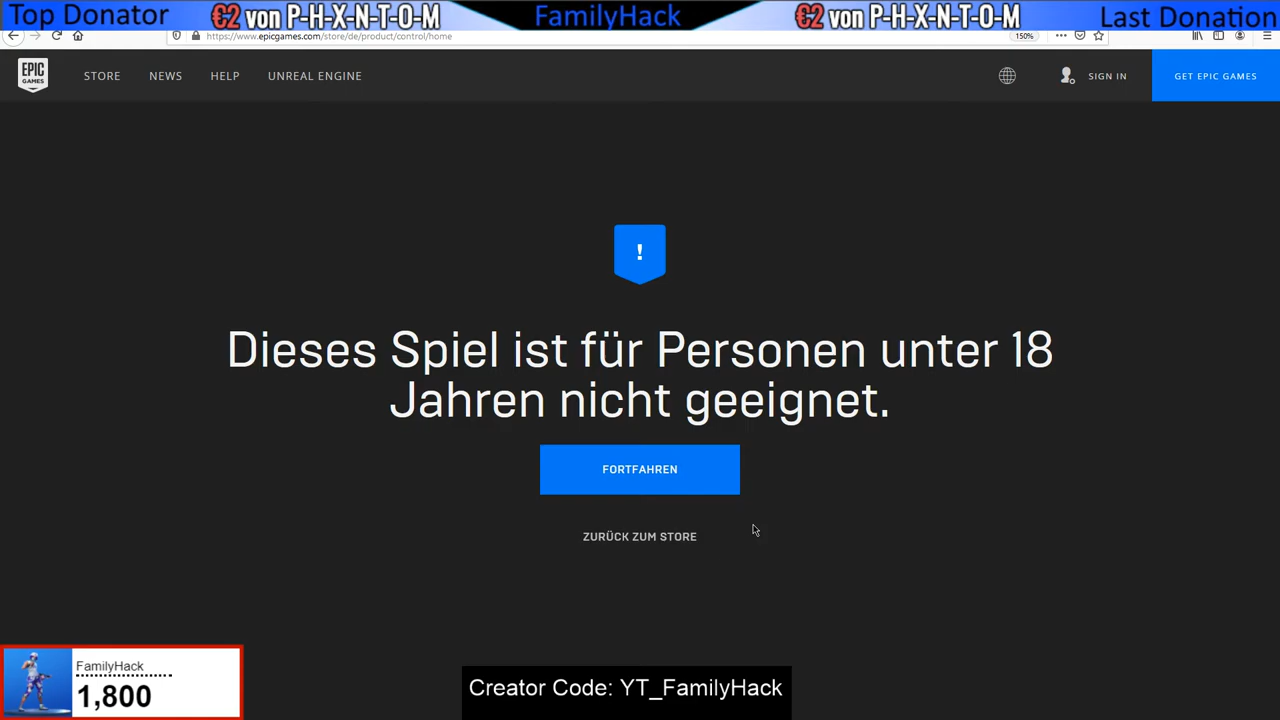 Top Donator
€2 von P-H-X-N-T-O-M
FamilyHack
€2 von P-H-X-N-T-O-M
Last Donation
https://www.epicgames.com/store/de/product/control/home
150%
EPIC
GAMES
STORE
NEWS
HELP
UNREAL ENGINE
SIGN IN
GET EPIC GAMES
!
Dieses Spiel ist für Personen unter 18
Jahren nicht geeignet.
FORTFAHREN
ZURÜCK ZUM STORE
FamilyHack
1,800
Creator Code: YT_FamilyHack